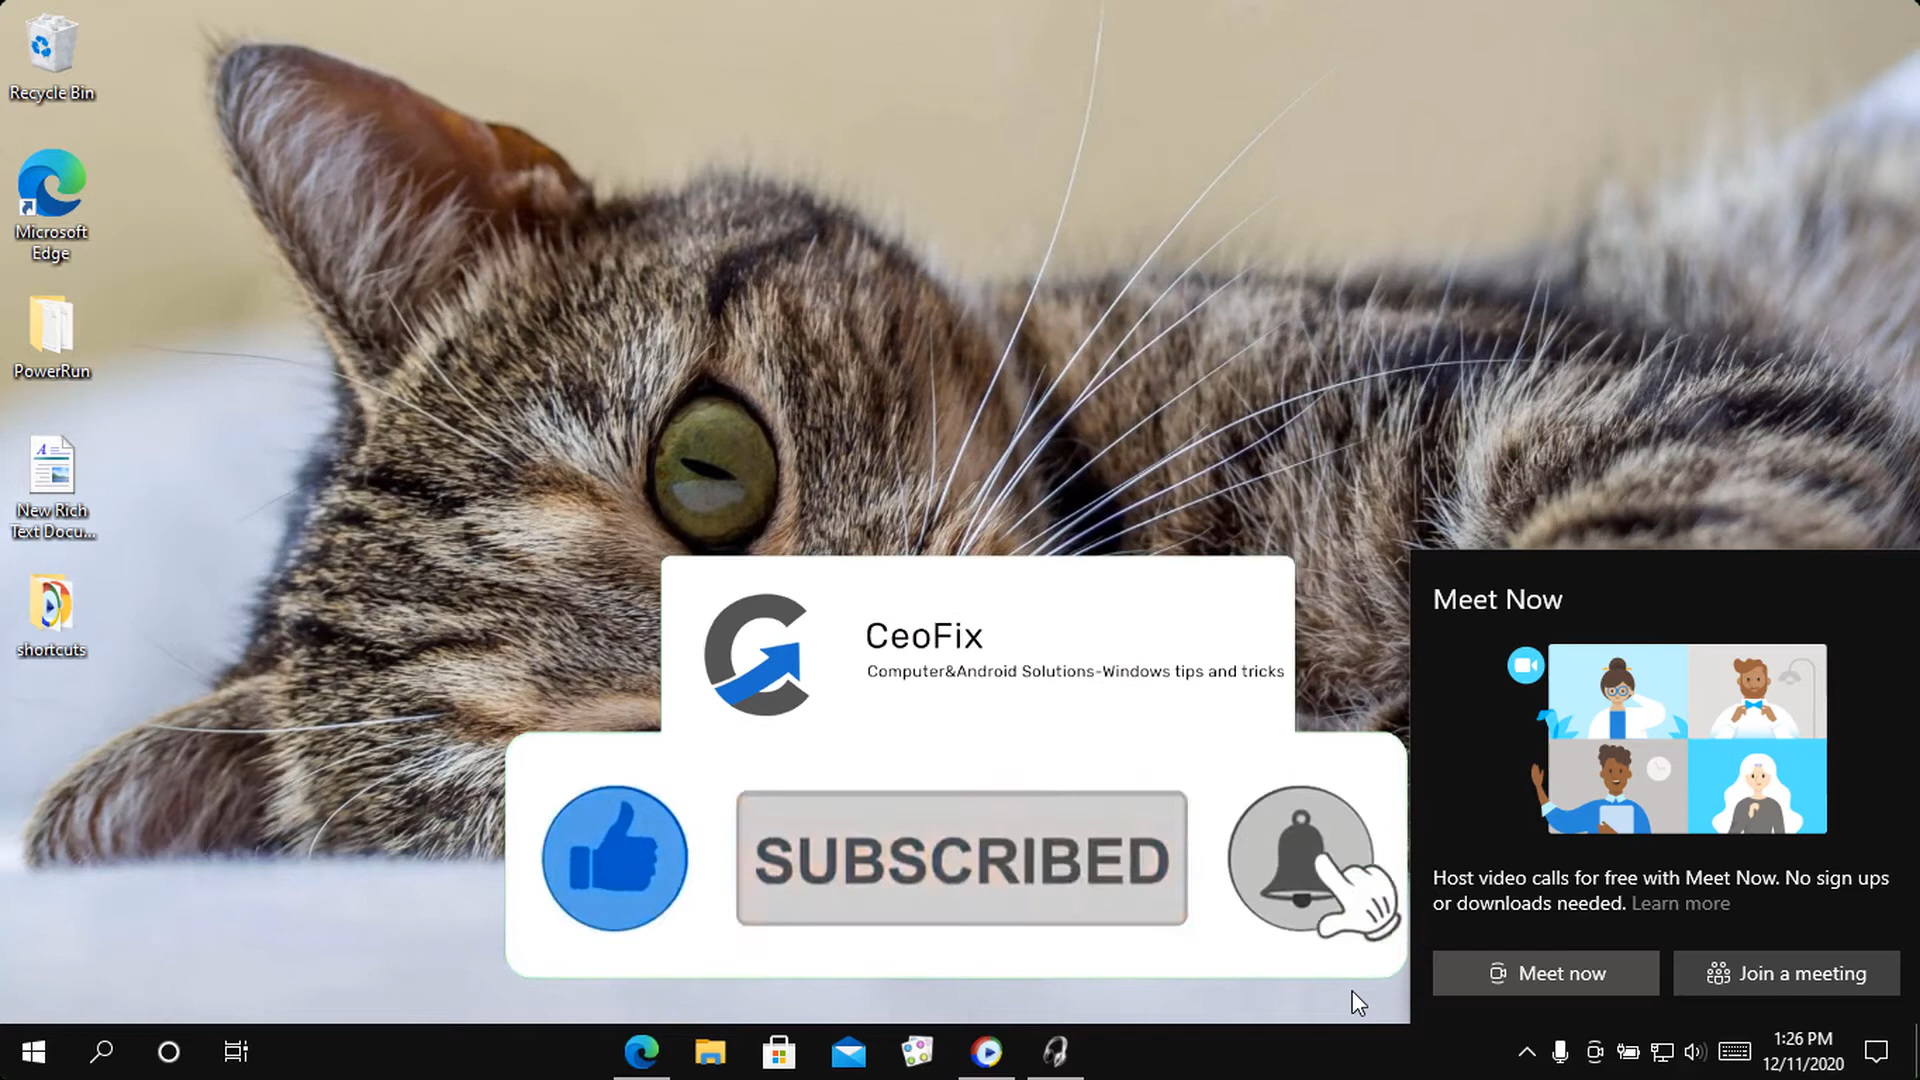 Recycle Bin
Microsoft
Edge
PowerRun
New Rich
Text Docu...
shortcuts
CeoFix
Computer&Android Solutions-Windows tips and tricks
SUBSCRIBED
Meet Now
Host video calls for free with Meet Now. No sign ups
or downloads needed. Learn more
Meet now
Join a meeting
1:26 PM
12/11/2020